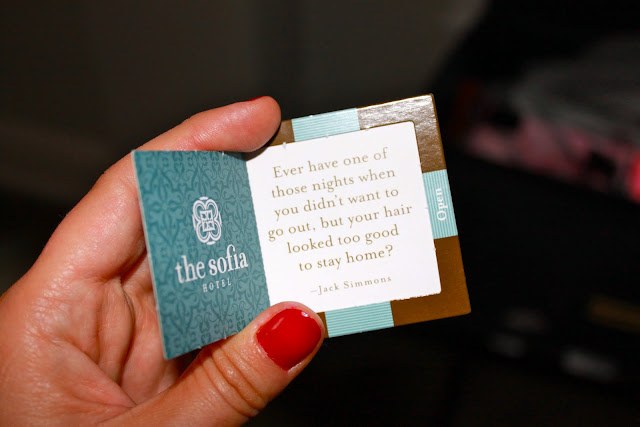 the sofia
HOTEL
Ever have one of
those nights when
you didn't want to
go out, but your hair
looked too good
to stay home?
—Jack Simmons
Open